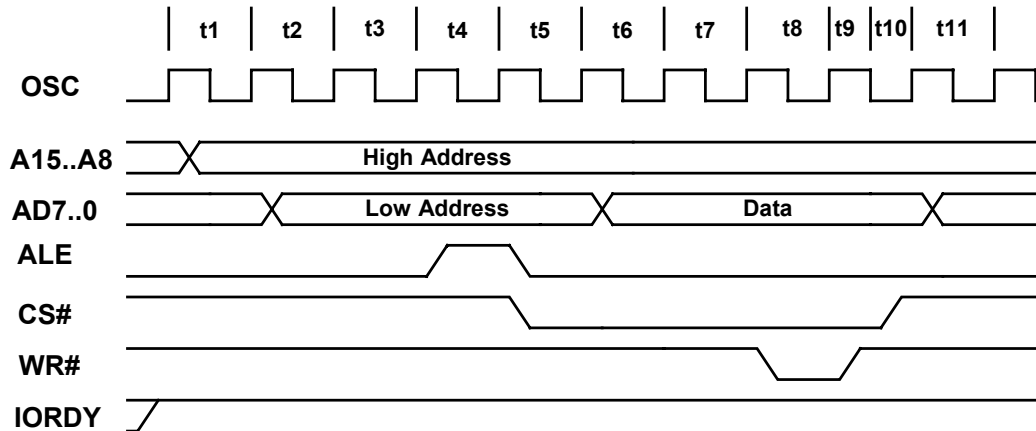 t1 t2 t3 t4 t5 t6 t7 t8 t9 t10 t11
OSC
A15..A8 High Address
AD7..0 Low Address Data
ALE
CS#
WR#
IORDY